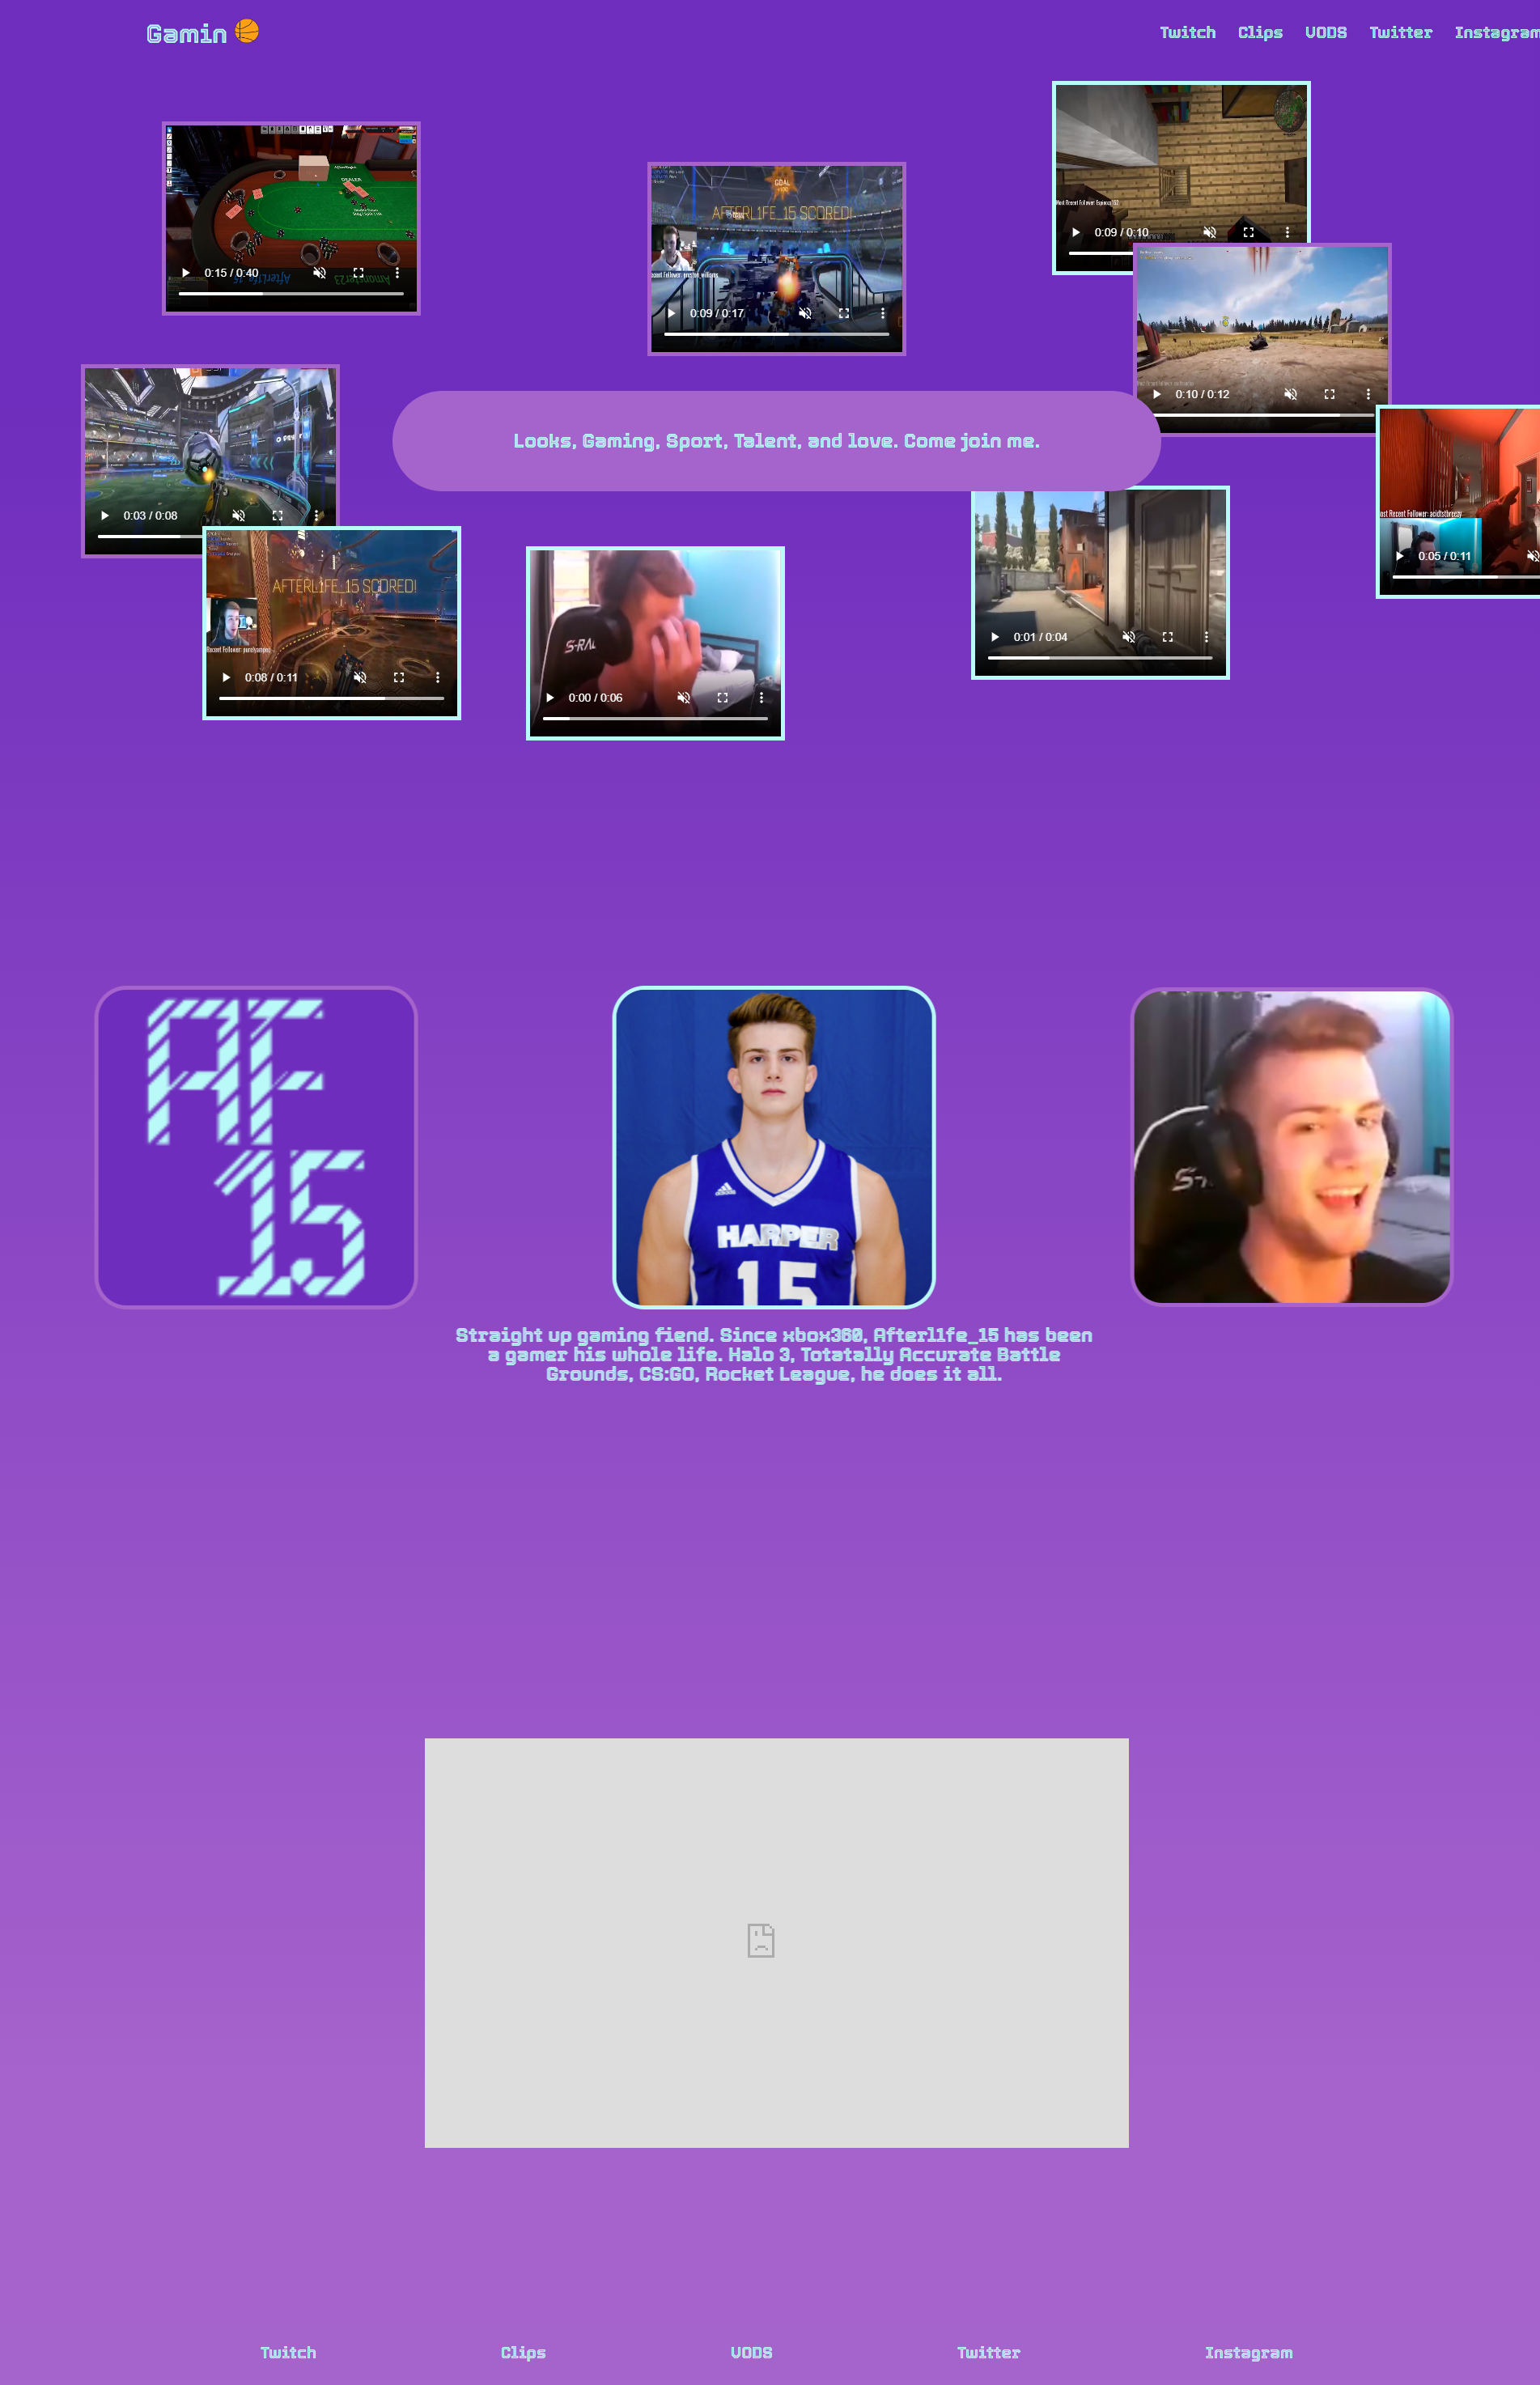 Gamin
Twitch Clips VODS Twitter Instagram
0:15 / 0:40
GOAL
AFTERL1FE_15 SCORED!
0:09 / 0:17
0:09 / 0:10
0:10 / 0:12
0:03 / 0:08
Looks, Gaming, Sport, Talent, and love. Come join me.
0:05 / 0:11
AFTERL1FE_15 SCORED!
0:08 / 0:11
0:00 / 0:06
A
0:01 / 0:04
AF
15
HARPER
15
Straight up gaming fiend. Since xbox360, Afterl1fe_15 has been
a gamer his whole life. Halo 3, Totatally Accurate Battle
Grounds, CS:GO, Rocket League, he does it all.
Twitch Clips VODS Twitter Instagram